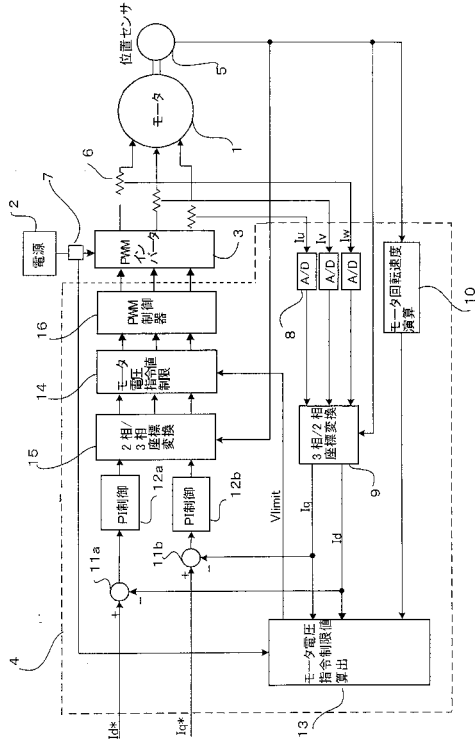 4
Id*
Iq*
+
11a
−
+
11b
−
PI制御
12a
PI制御
12b
15
2相/
3相
座標
変換
14
モータ
電圧
指令値
制限
16
PWM
制御
器
2
電源
7
PWM
イン
バータ
3
6
モータ
1
位置センサ
5
Iu
Iv
Iw
8
A/D
A/D
A/D
3相/2相
座標変換
9
Iq
Id
Vlimit
モータ回転速度
演算
10
モータ電圧
指令制限値
算出
13